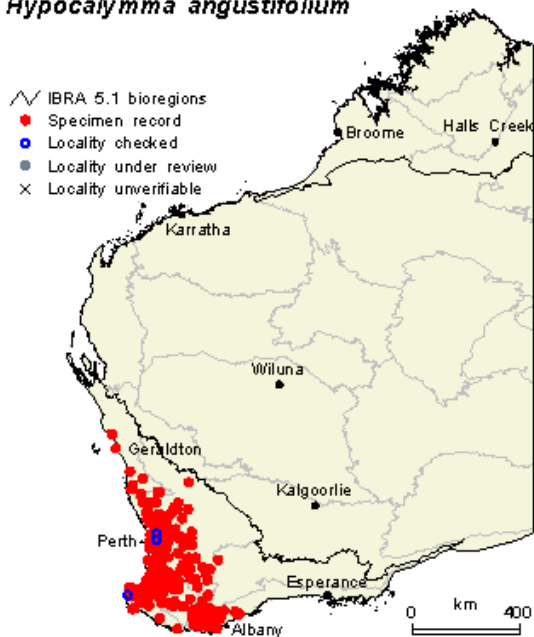 Hypocalymma angustifolium
IBRA 5.1 bioregions
Specimen record
Locality checked
Locality under review
× Locality unverifiable
Broome
Halls Creek
Karratha
Wiluna
Geraldton
Kalgoorlie
Perth
Esperance
Albany
km
0 400